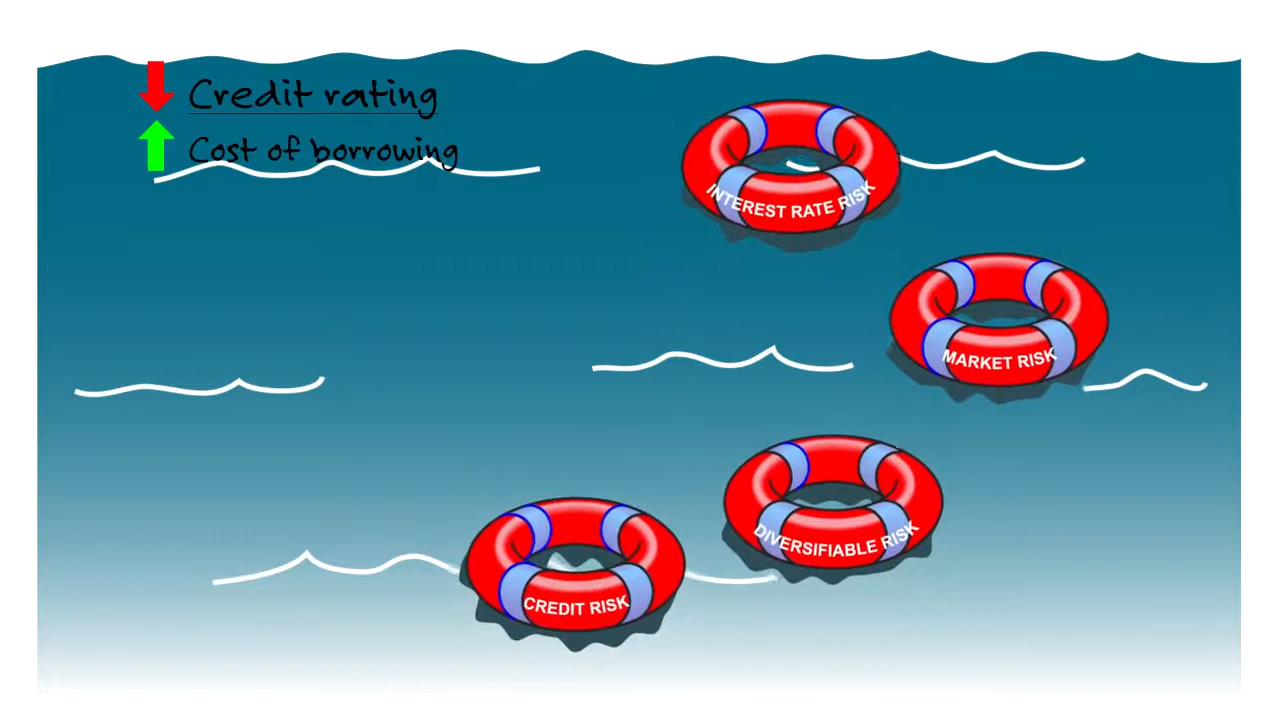 Credit rating
Cost of borrowing
INTEREST RATE RISK
MARKET RISK
DIVERSIFIABLE RISK
CREDIT RISK